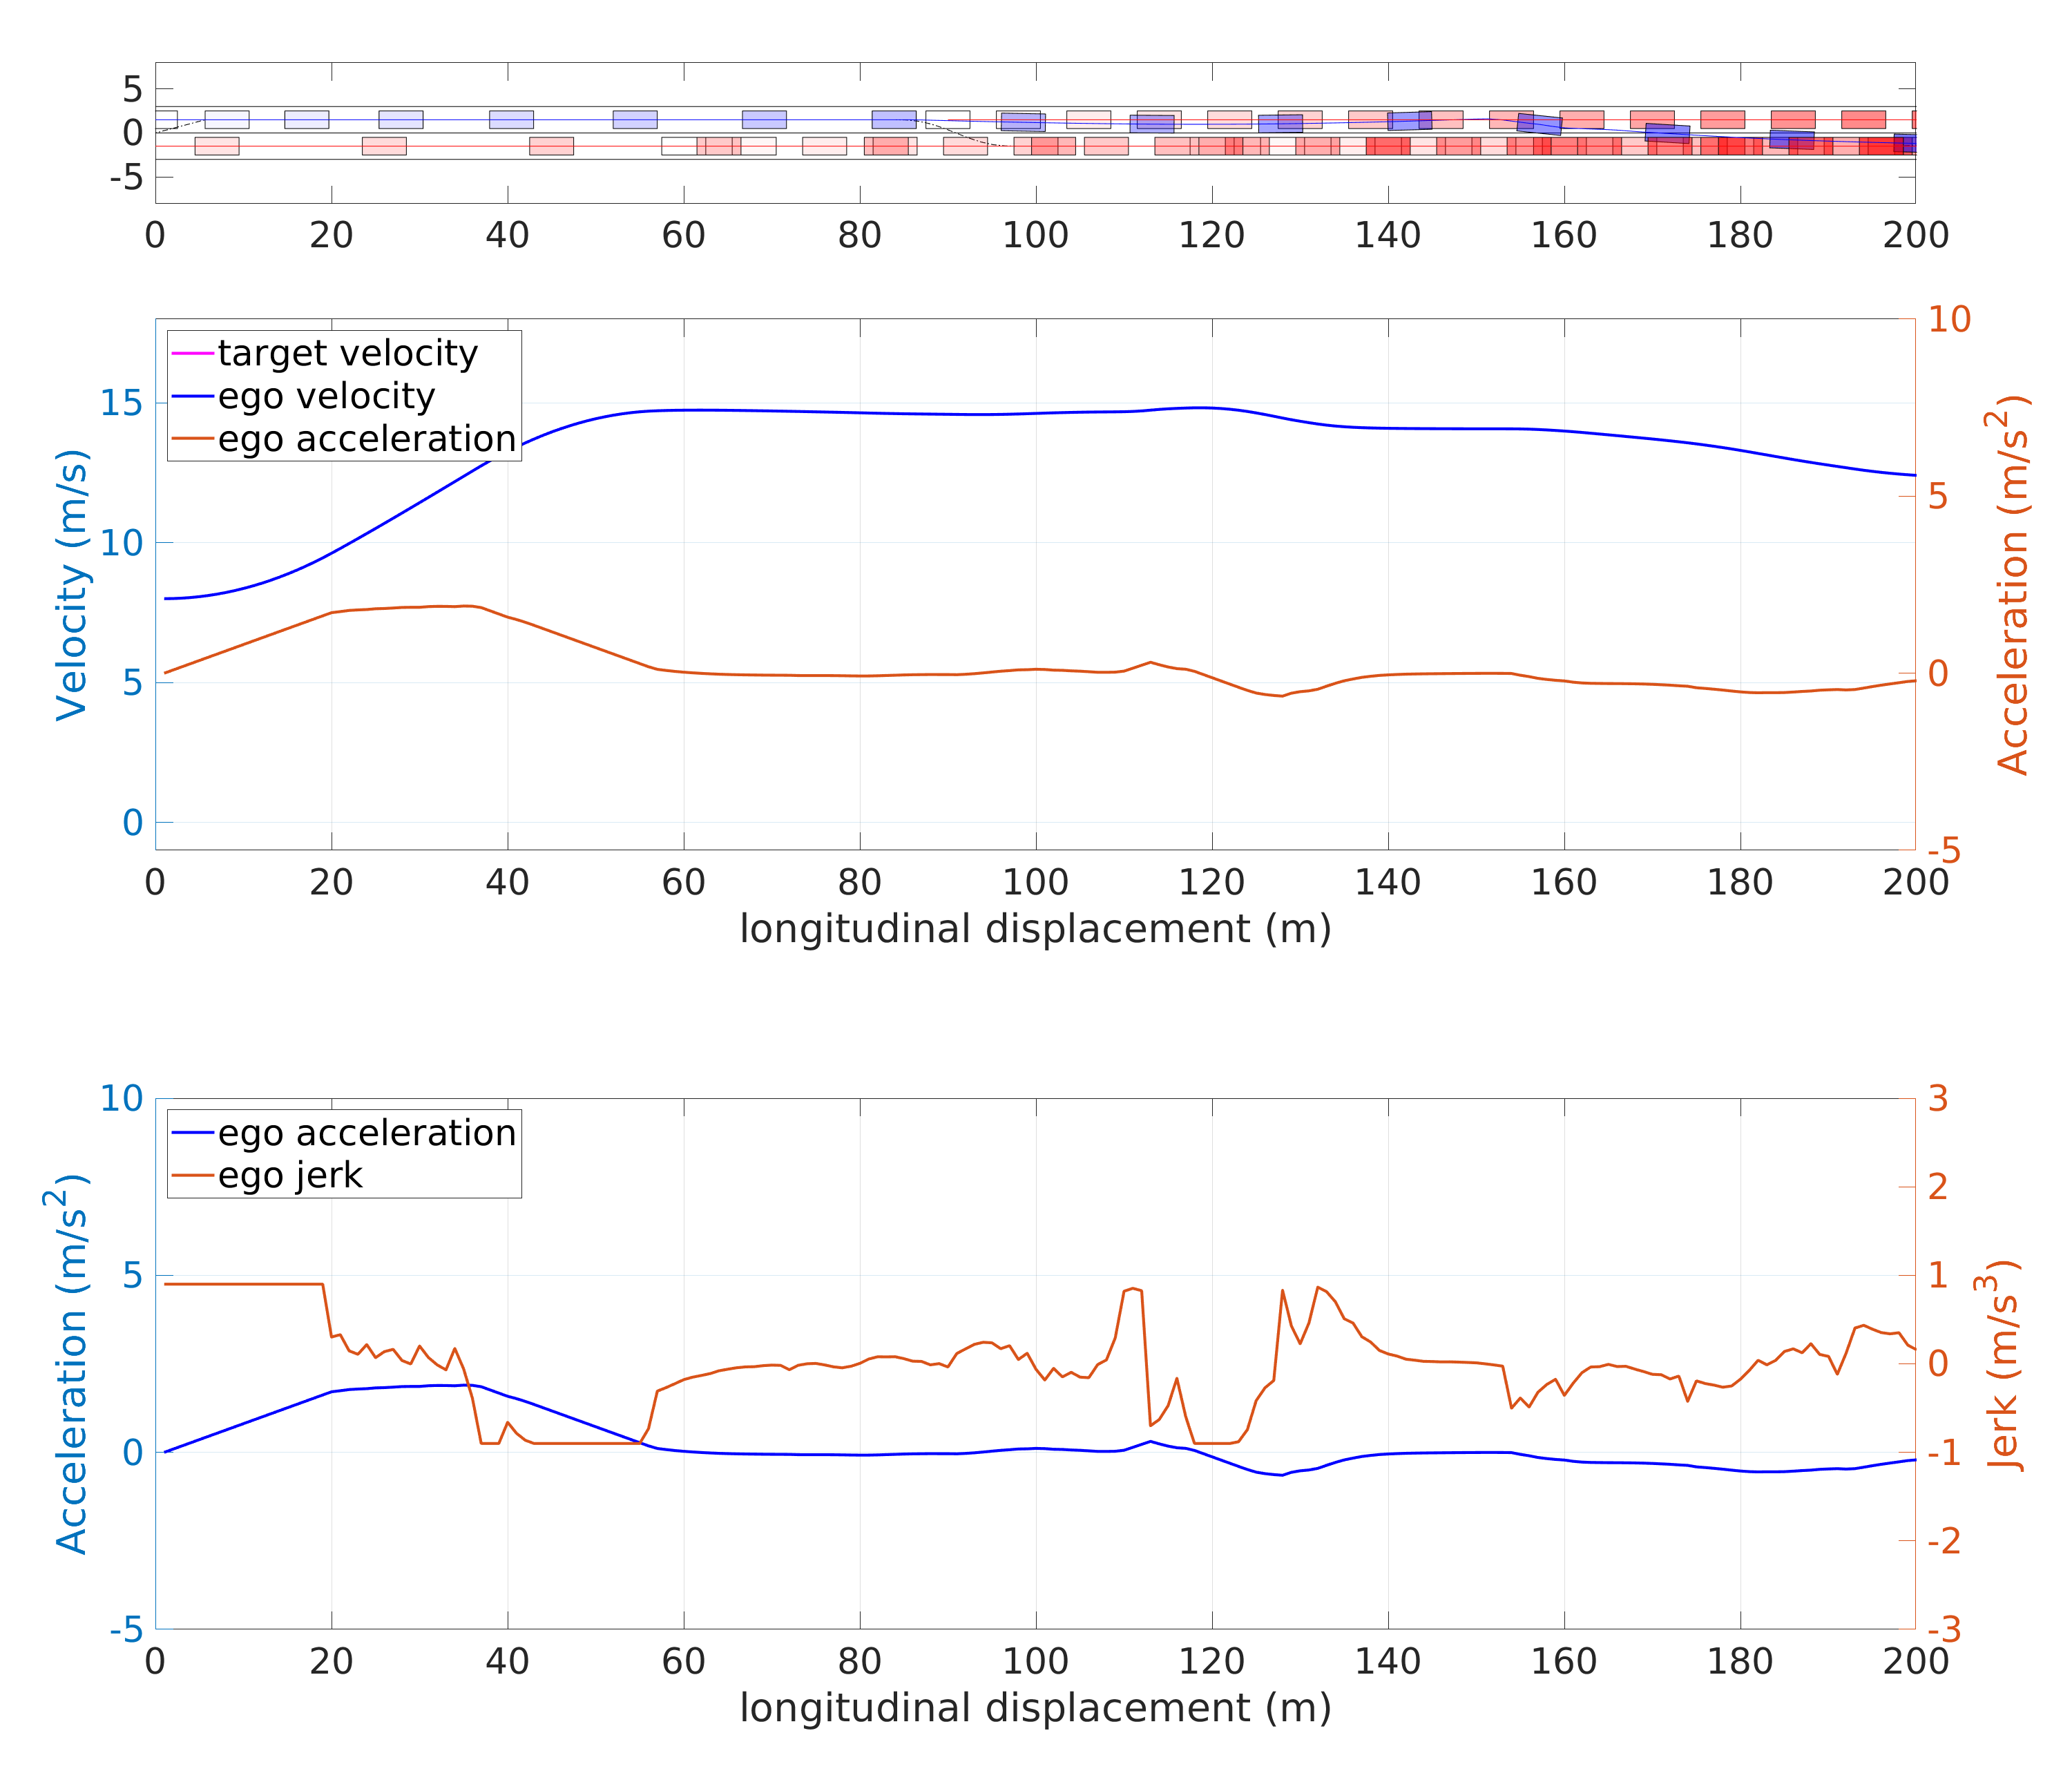 5
0
-5
0 20 40 60 80 100 120 140 160 180 200
target velocity
ego velocity
ego acceleration
Velocity (m/s)
15
10
5
0
Acceleration (m/s²)
10
5
0
-5
0 20 40 60 80 100 120 140 160 180 200
longitudinal displacement (m)
ego acceleration
ego jerk
Acceleration (m/s²)
10
5
0
-5
Jerk (m/s³)
3
2
1
0
-1
-2
-3
0 20 40 60 80 100 120 140 160 180 200
longitudinal displacement (m)